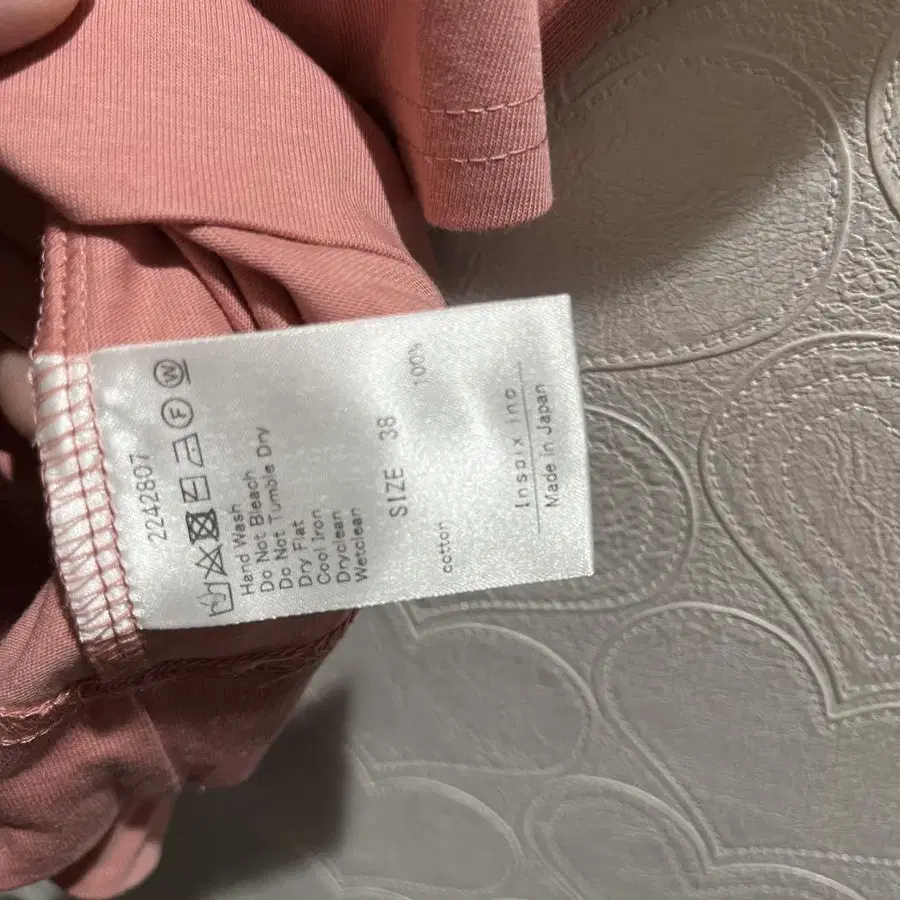 2242807
Hand Wash
Do Not Bleach
Do Not Tumble Dry
Dry Flat
Cool Iron
Dryclean
Wetclean
SIZE 38
cotton 100%
Inspix inc
Made in Japan